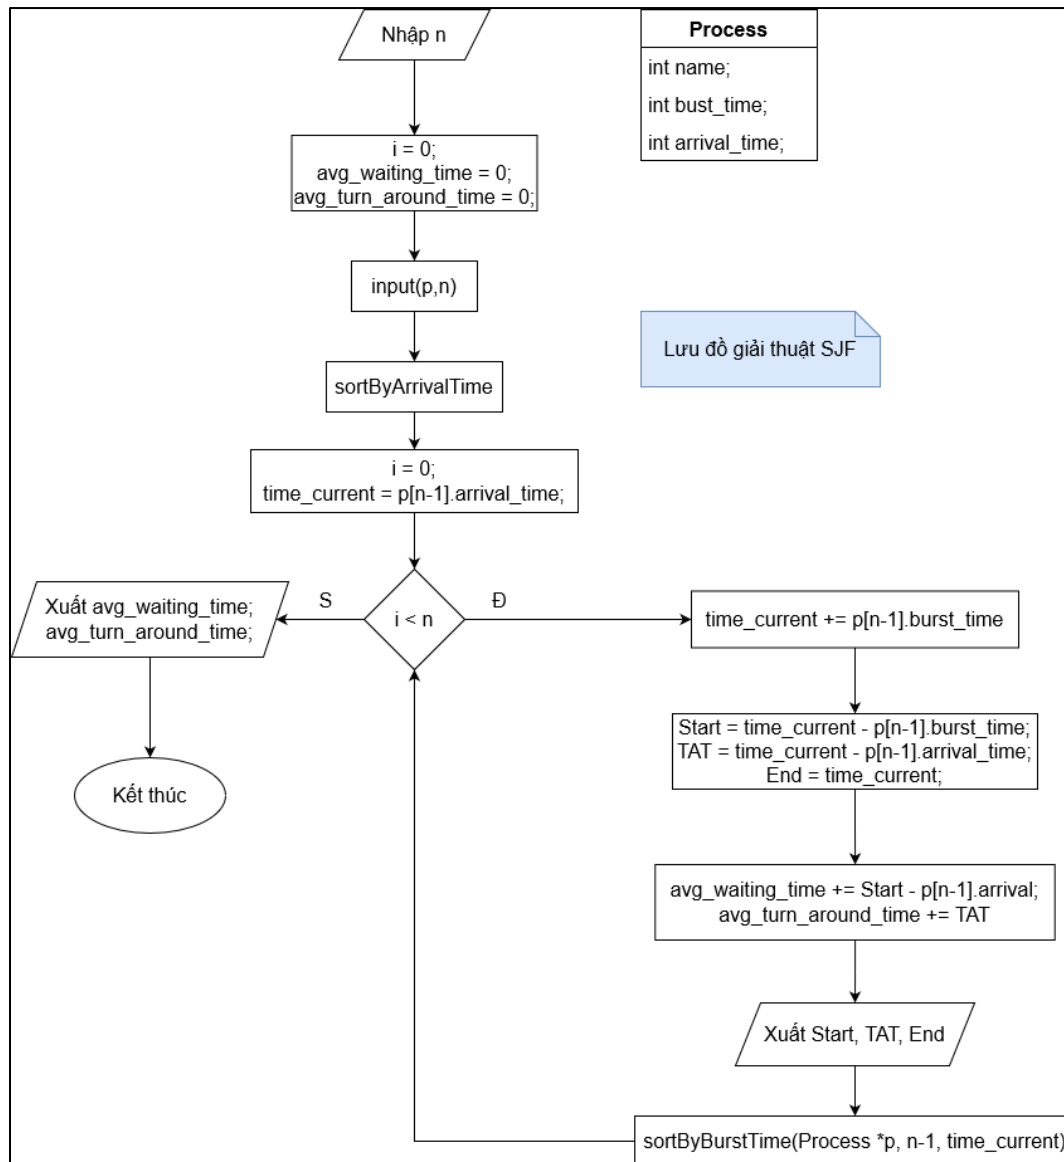 Nhập n
Process
int name;
int bust_time;
int arrival_time;
i = 0;
avg_waiting_time = 0;
avg_turn_around_time = 0;
input(p,n)
Lưu đồ giải thuật SJF
sortByArrivalTime
i = 0;
time_current = p[n-1].arrival_time;
i < n
S
Đ
Xuất avg_waiting_time;
avg_turn_around_time;
Kết thúc
time_current += p[n-1].burst_time
Start = time_current - p[n-1].burst_time;
TAT = time_current - p[n-1].arrival_time;
End = time_current;
avg_waiting_time += Start - p[n-1].arrival;
avg_turn_around_time += TAT
Xuất Start, TAT, End
sortByBurstTime(Process *p, n-1, time_current)